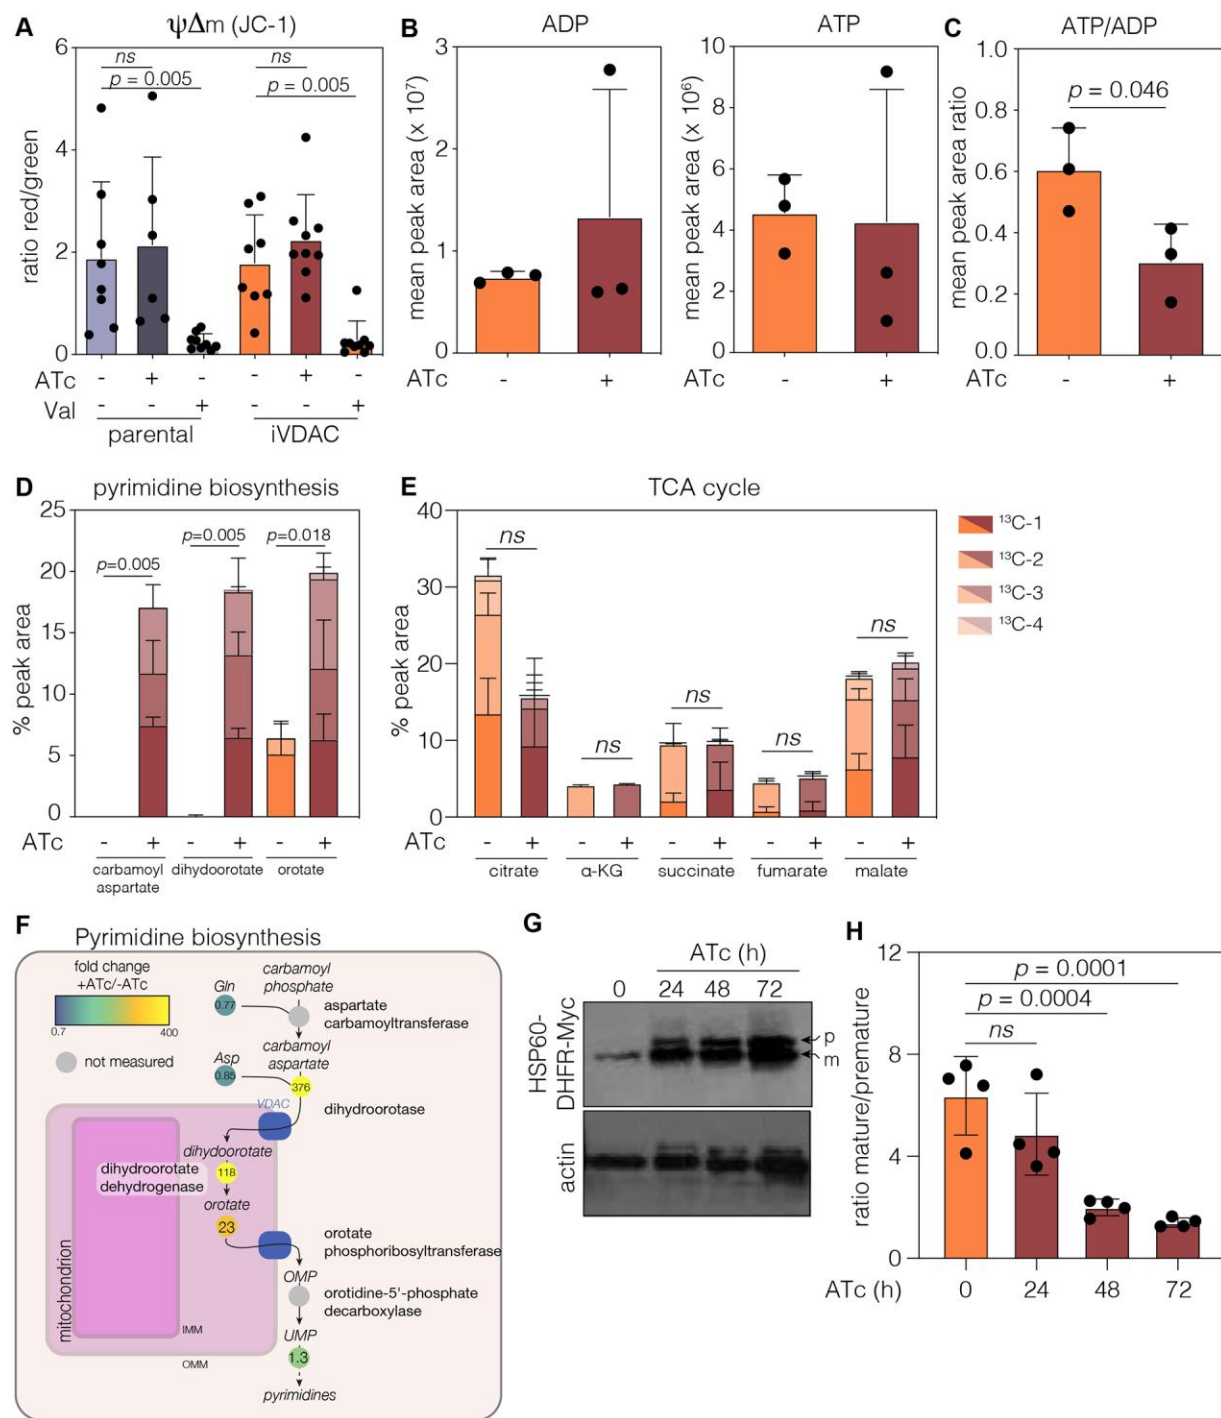 A
ψΔm (JC-1)
ratio red/green
6
4
2
0
ns
p = 0.005
ns
p = 0.005
ATc - + - - + -
Val - - + - - +
parental iVDAC
B
ADP
mean peak area (x 10⁷)
3
2
1
0
ATc - +
ATP
mean peak area (x 10⁶)
10
8
6
4
2
0
ATc - +
C
ATP/ADP
mean peak area ratio
1.0
0.8
0.6
0.4
0.2
0.0
p = 0.046
ATc - +
D
pyrimidine biosynthesis
% peak area
25
20
15
10
5
0
p=0.005
p=0.005
p=0.018
ATc - + - + - +
carbamoyl
aspartate
dihydoorotate
orotate
E
TCA cycle
% peak area
40
30
20
10
0
ns
ns
ns
ns
ns
ATc - + - + - + - + - +
citrate α-KG succinate fumarate malate
¹³C-1
¹³C-2
¹³C-3
¹³C-4
F
Pyrimidine biosynthesis
fold change
+ATc/-ATc
0.7 400
not measured
Gln
0.77
carbamoyl
phosphate
aspartate
carbamoyltransferase
Asp
0.85
carbamoyl
aspartate
376
dihydroorotase
VDAC
dihydoorotate
dihydroorotate
dehydrogenase
118
orotate
23
orotate
phosphoribosyltransferase
OMP
orotidine-5'-phosphate
decarboxylase
UMP
1.3
pyrimidines
mitochondrion
IMM
OMM
G
ATc (h)
0 24 48 72
HSP60-
DHFR-Myc
p
m
actin
H
ratio mature/premature
12
8
4
0
p = 0.0001
p = 0.0004
ns
ATc (h) 0 24 48 72